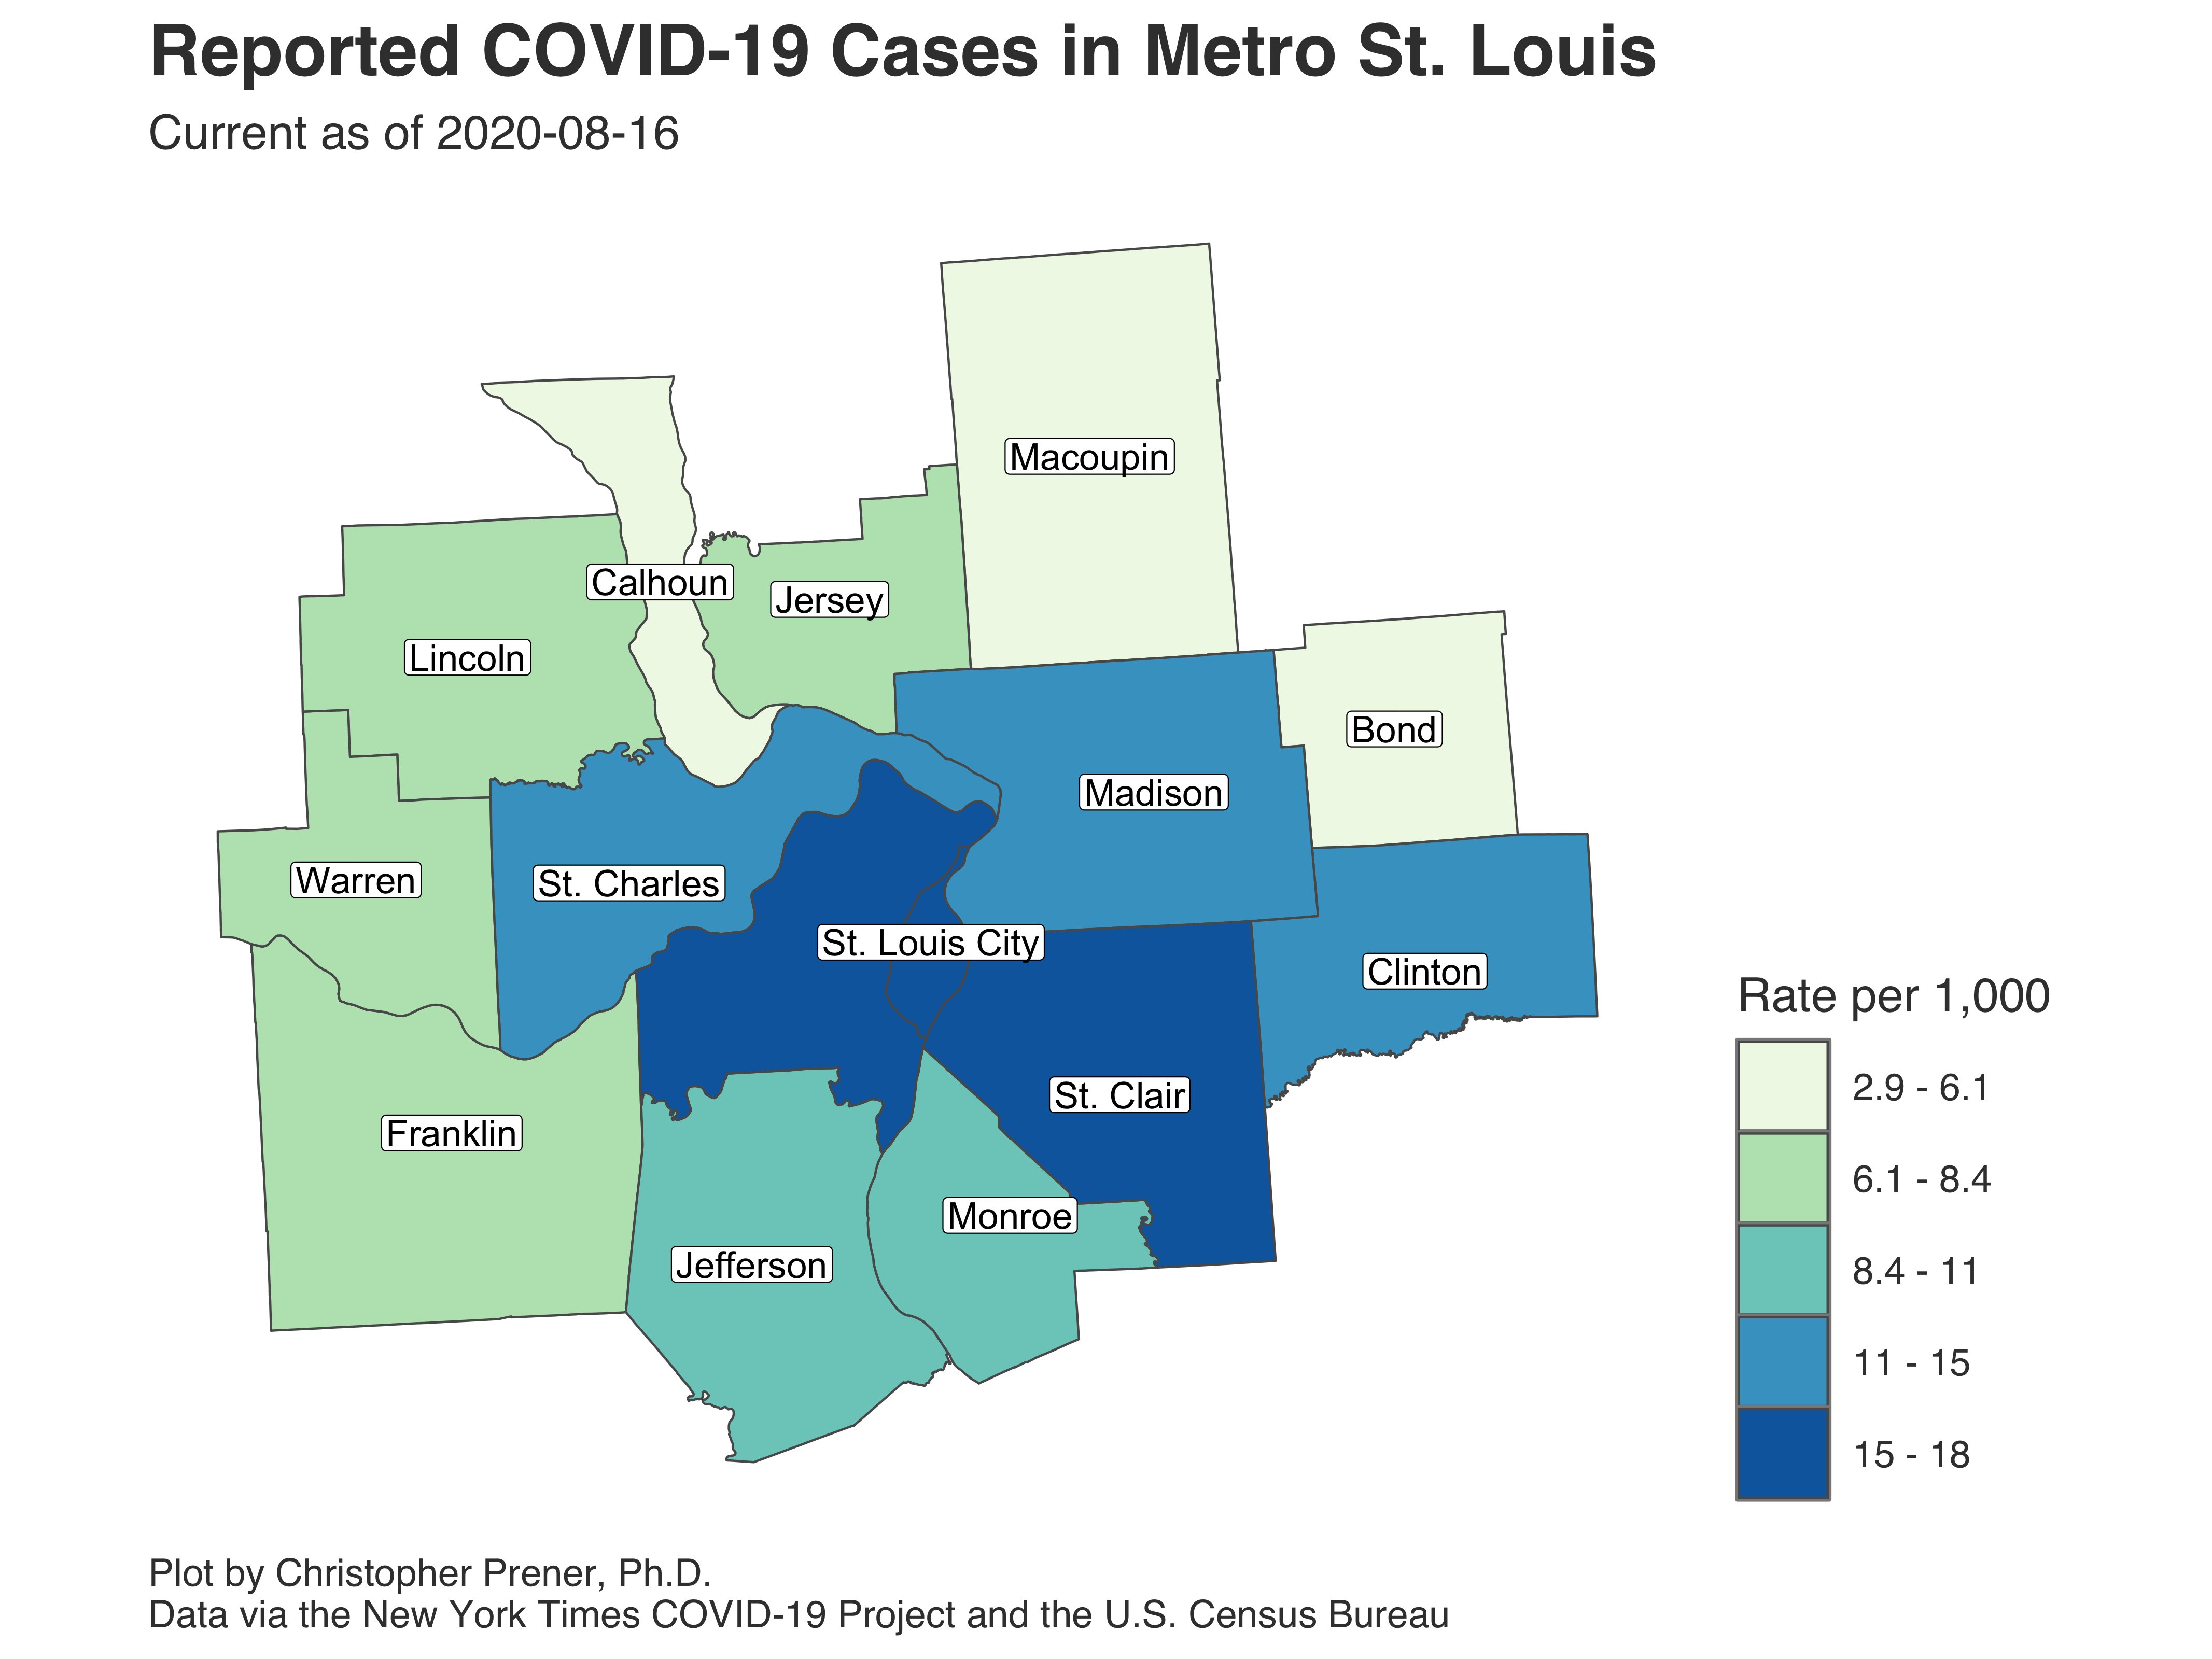 Reported COVID-19 Cases in Metro St. Louis
Current as of 2020-08-16
Macoupin
Calhoun
Jersey
Lincoln
Bond
Madison
Warren
St. Charles
St. Louis City
Clinton
St. Clair
Franklin
Monroe
Jefferson
Rate per 1,000
2.9 - 6.1
6.1 - 8.4
8.4 - 11
11 - 15
15 - 18
Plot by Christopher Prener, Ph.D.
Data via the New York Times COVID-19 Project and the U.S. Census Bureau